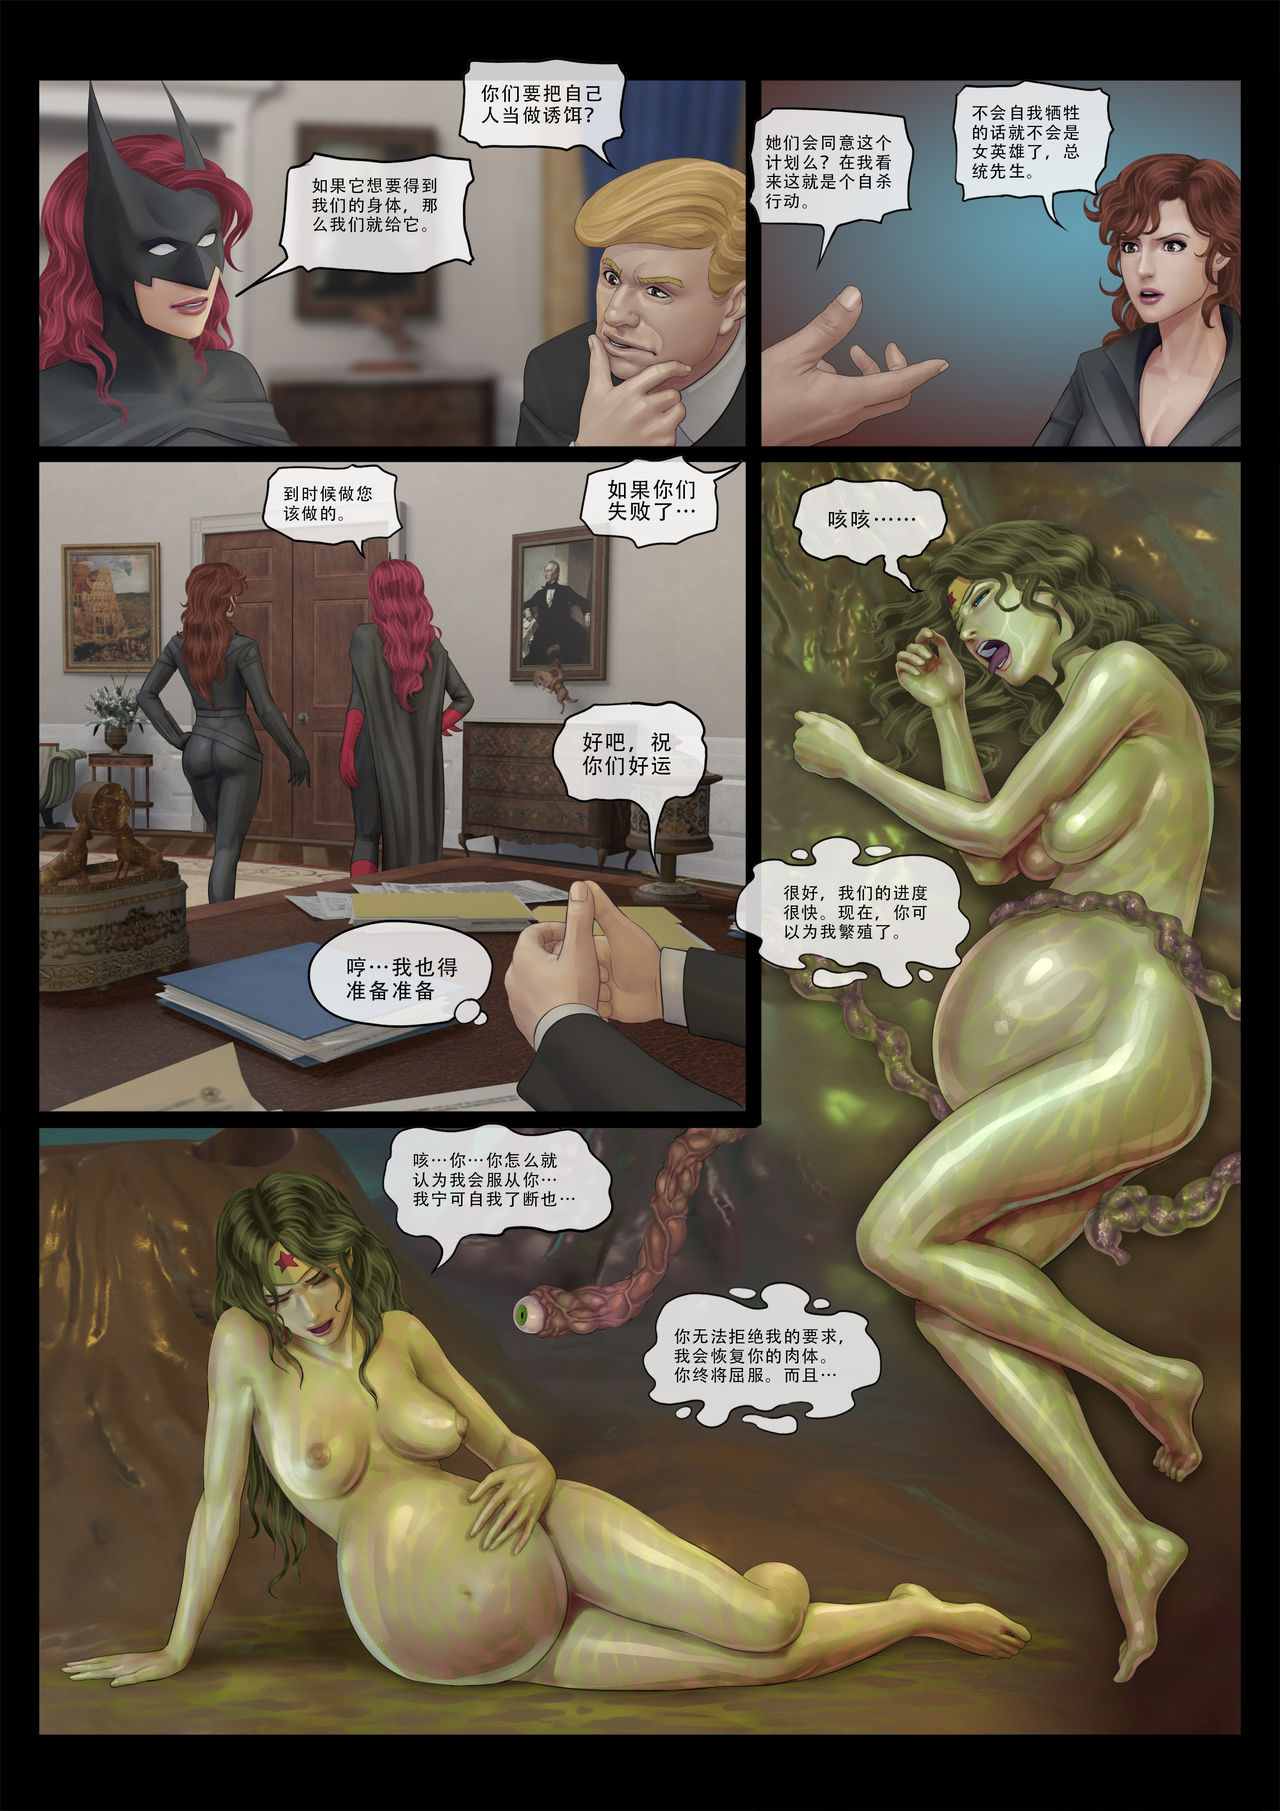 你们要把自己
人当做诱饵？
如果它想要得到
我们的身体，那
么我们就给它。
她们会同意这个
计划么？在我看
来这就是个自杀
行动。
不会自我牺牲
的话就不会是
女英雄了，总
统先生。
如果你们
失败了…
到时候做您
该做的。
好吧，祝
你们好运
哼…我也得
准备准备
咳咳……
很好，我们的进度
很快。现在，你可
以为我繁殖了。
咳…你…你怎么就
认为我会服从你…
我宁可自我了断也…
你无法拒绝我的要求，
我会恢复你的肉体。
你终将屈服。而且…